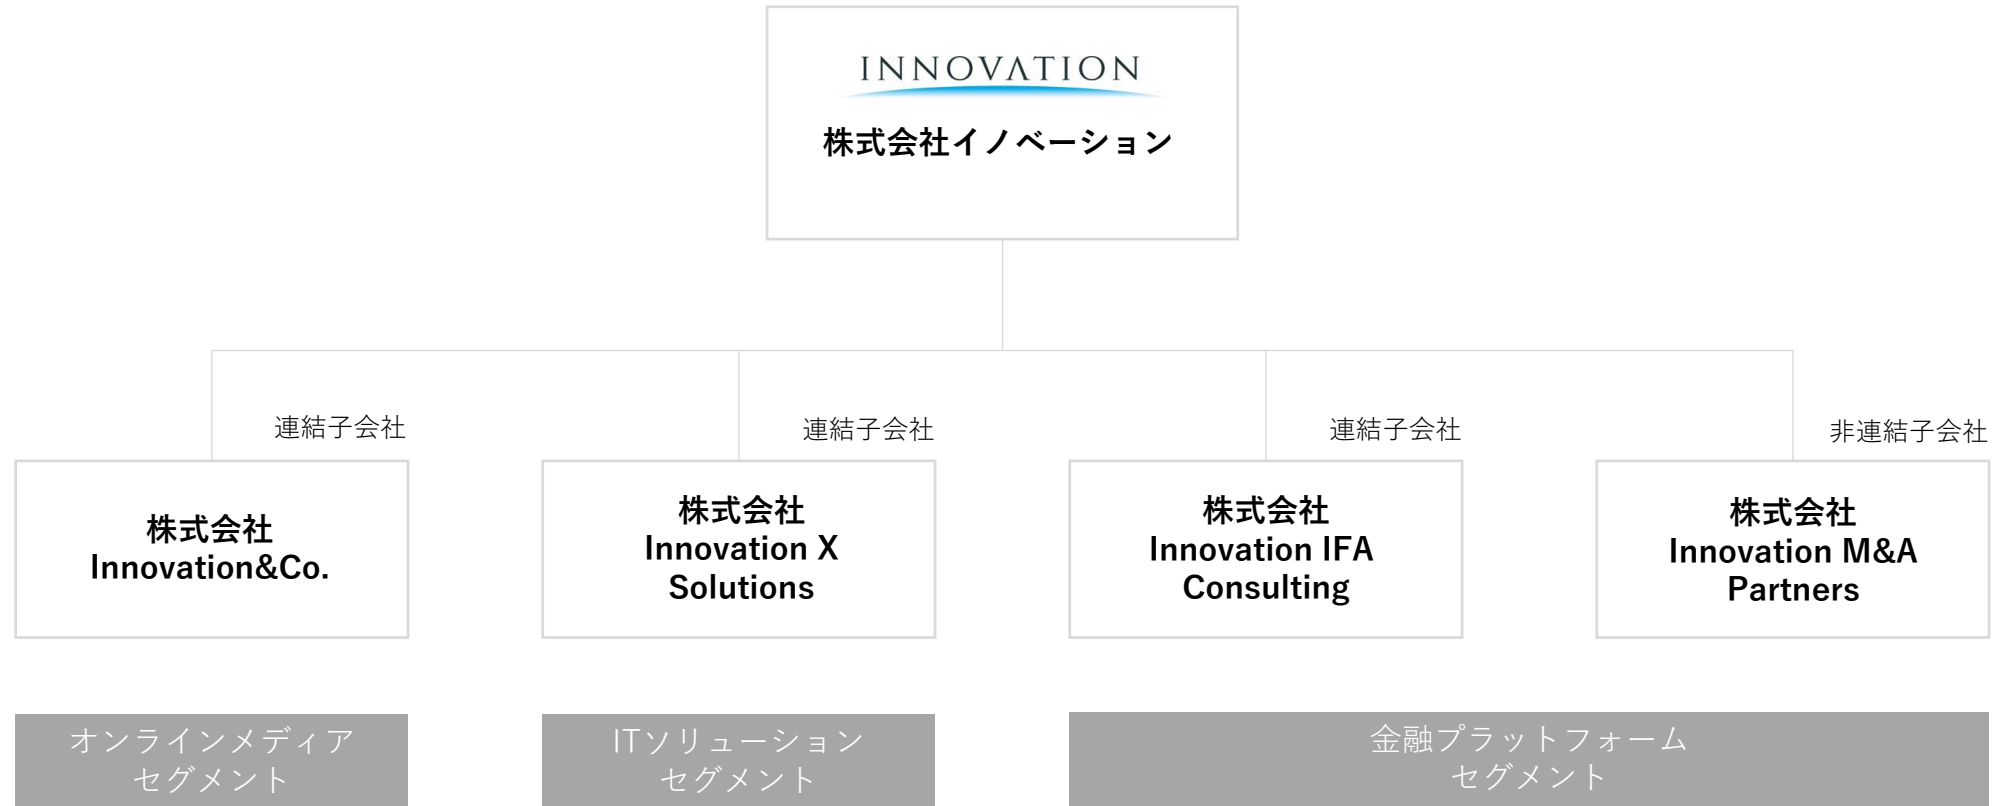 INNOVATION
株式会社イノベーション
連結子会社
連結子会社
連結子会社
非連結子会社
株式会社
Innovation&Co.
株式会社
Innovation X
Solutions
株式会社
Innovation IFA
Consulting
株式会社
Innovation M&A
Partners
オンラインメディア
セグメント
ITソリューション
セグメント
金融プラットフォーム
セグメント